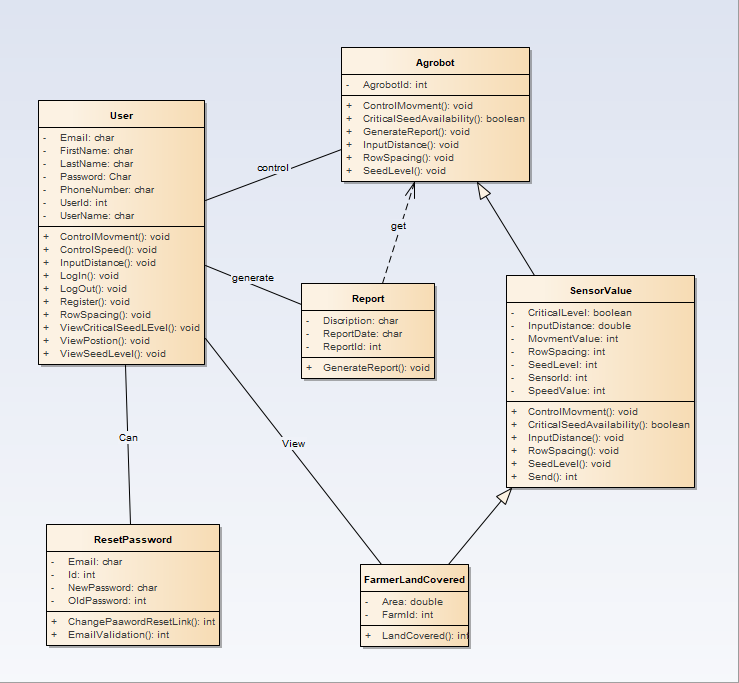 Agrobot
- AgrobotId: int
+ ControlMovment(): void
+ CriticalSeedAvailability(): boolean
+ GenerateReport(): void
+ InputDistance(): void
+ RowSpacing(): void
+ SeedLevel(): void
User
- Email: char
- FirstName: char
- LastName: char
- Password: Char
- PhoneNumber: char
- UserId: int
- UserName: char
+ ControlMovment(): void
+ ControlSpeed(): void
+ InputDistance(): void
+ LogIn(): void
+ LogOut(): void
+ Register(): void
+ RowSpacing(): void
+ ViewCriticalSeedLEvel(): void
+ ViewPostion(): void
+ ViewSeedLevel(): void
control
get
generate
Report
- Discription: char
- ReportDate: char
- ReportId: int
+ GenerateReport(): void
SensorValue
- CriticalLevel: boolean
- InputDistance: double
- MovmentValue: int
- RowSpacing: int
- SeedLevel: int
- SensorId: int
- SpeedValue: int
+ ControlMovment(): void
+ CriticalSeedAvailability(): boolean
+ InputDistance(): void
+ RowSpacing(): void
+ SeedLevel(): void
+ Send(): int
Can
View
ResetPassword
- Email: char
- Id: int
- NewPassword: char
- OldPassword: int
+ ChangePaawordResetLink(): int
+ EmailValidation(): int
FarmerLandCovered
- Area: double
- FarmId: int
+ LandCovered(): int